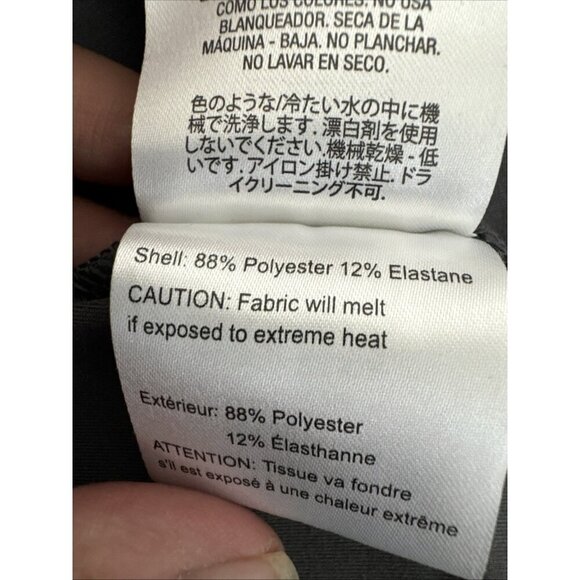 COMO LOS COLORES. NO USA
BLANQUEADOR. SECA DE LA
MÁQUINA - BAJA. NO PLANCHAR.
NO LAVAR EN SECO.
色のような/冷たい水の中に機
械で洗浄します. 漂白剤を使用
しないでください. 機械乾燥 - 低
いです. アイロン掛け禁止. ドラ
イクリーニング不可.
Shell: 88% Polyester 12% Elastane
CAUTION: Fabric will melt
if exposed to extreme heat
Extérieur: 88% Polyester
12% Élasthanne
ATTENTION: Tissue va fondre
s'il est exposé à une chaleur extrême